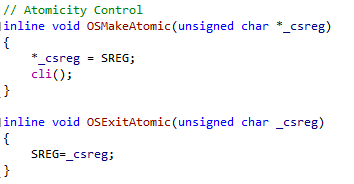 // Atomicity Control
inline void OSMakeAtomic(unsigned char *_csreg)
{
    *_csreg = SREG;
    cli();
}

inline void OSExitAtomic(unsigned char _csreg)
{
    SREG=_csreg;
}